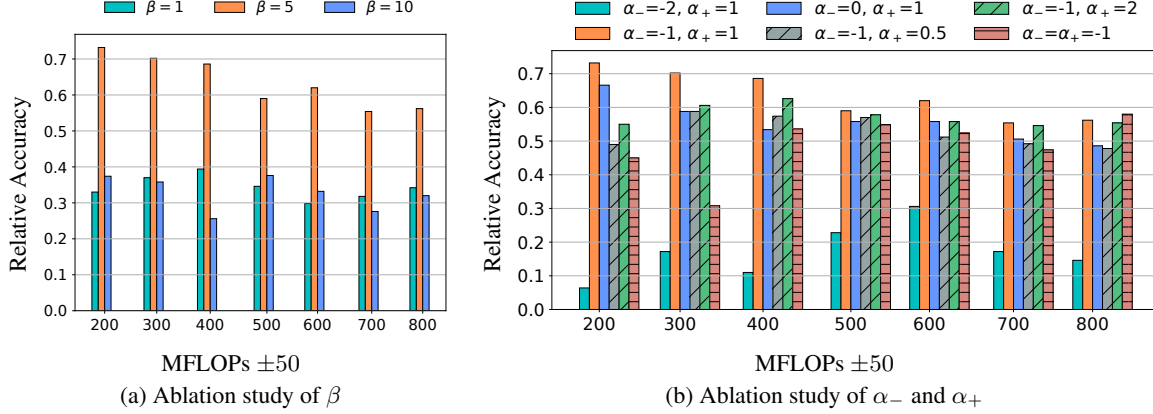 β = 1 β = 5 β = 10
Relative Accuracy
0.7
0.6
0.5
0.4
0.3
0.2
0.1
0.0
200 300 400 500 600 700 800
MFLOPs ±50
(a) Ablation study of β
α₋=-2, α₊=1 α₋=0, α₊=1 α₋=-1, α₊=2
α₋=-1, α₊=1 α₋=-1, α₊=0.5 α₋=α₊=-1
Relative Accuracy
0.7
0.6
0.5
0.4
0.3
0.2
0.1
0.0
200 300 400 500 600 700 800
MFLOPs ±50
(b) Ablation study of α₋ and α₊